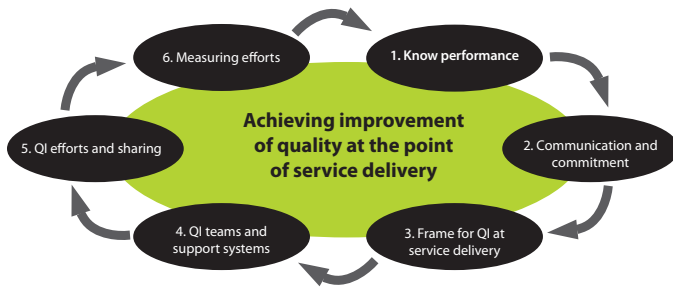 6. Measuring efforts
1. Know performance
Achieving improvement
of quality at the point
of service delivery
5. QI efforts and sharing
2. Communication and
commitment
4. QI teams and
support systems
3. Frame for QI at
service delivery